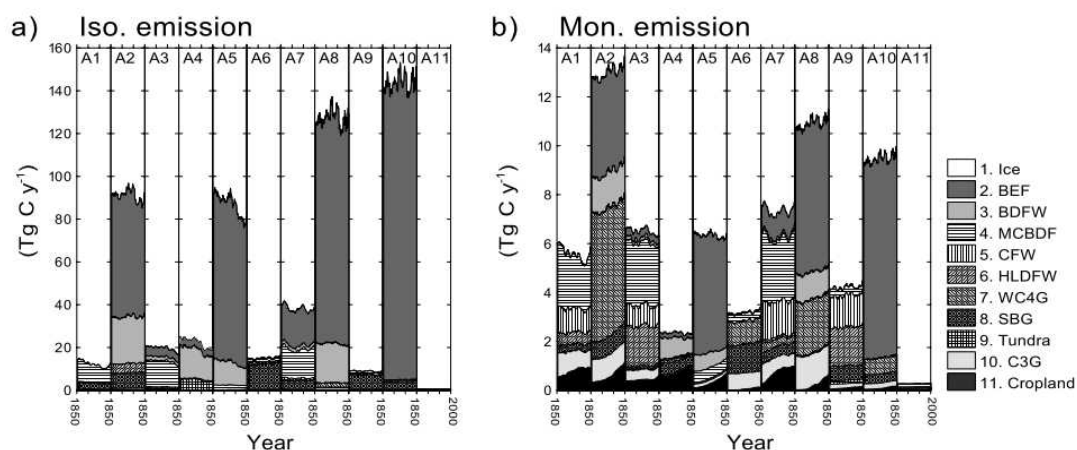 a) Iso. emission
160
140
120
100
80
60
40
20
0
(Tg C y⁻¹)
A1 A2 A3 A4 A5 A6 A7 A8 A9 A10 A11
1850 1850 1850 1850 1850 1850 1850 1850 1850 1850 1850 2000
Year
b) Mon. emission
14
12
10
8
6
4
2
0
(Tg C y⁻¹)
A1 A2 A3 A4 A5 A6 A7 A8 A9 A10 A11
1850 1850 1850 1850 1850 1850 1850 1850 1850 1850 1850 2000
Year
1. Ice
2. BEF
3. BDFW
4. MCBDF
5. CFW
6. HLDFW
7. WC4G
8. SBG
9. Tundra
10. C3G
11. Cropland